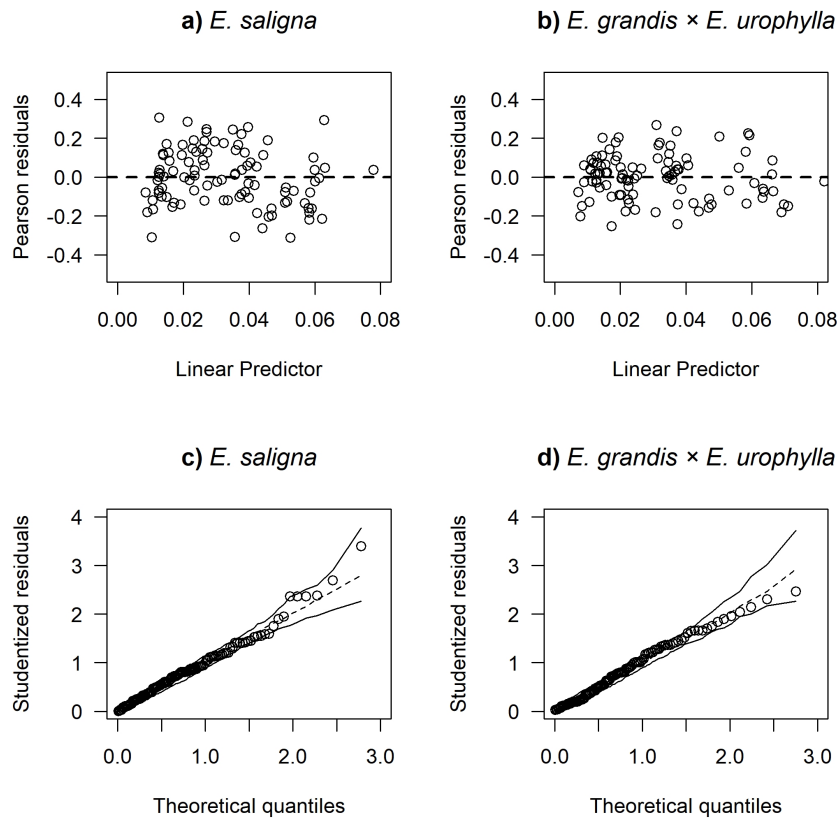 a) E. saligna
b) E. grandis × E. urophylla
Pearson residuals
0.4
0.2
0.0
-0.2
-0.4
0.00 0.02 0.04 0.06 0.08
Linear Predictor
Pearson residuals
0.4
0.2
0.0
-0.2
-0.4
0.00 0.02 0.04 0.06 0.08
Linear Predictor
c) E. saligna
d) E. grandis × E. urophylla
Studentized residuals
4
3
2
1
0
0.0 1.0 2.0 3.0
Theoretical quantiles
Studentized residuals
4
3
2
1
0
0.0 1.0 2.0 3.0
Theoretical quantiles